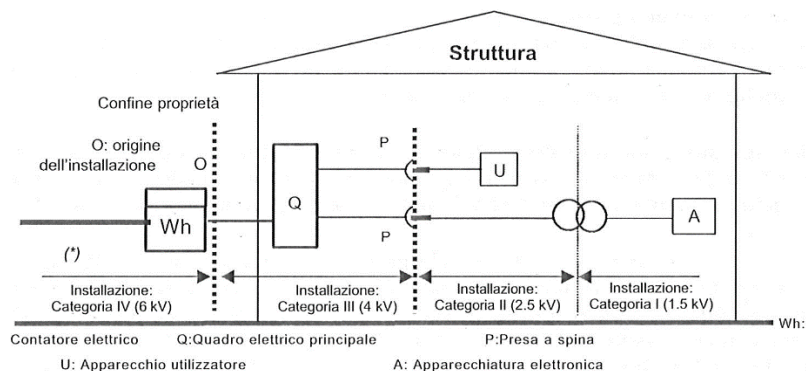 Struttura
Confine proprietà
O: origine
dell'installazione
O
P
U
Q
Wh
A
P
(*)
Installazione:
Categoria IV (6 kV)
Installazione:
Categoria III (4 kV)
Installazione:
Categoria II (2.5 kV)
Installazione:
Categoria I (1.5 kV)
Wh:
Contatore elettrico
Q:Quadro elettrico principale
P:Presa a spina
U: Apparecchio utilizzatore
A: Apparecchiatura elettronica